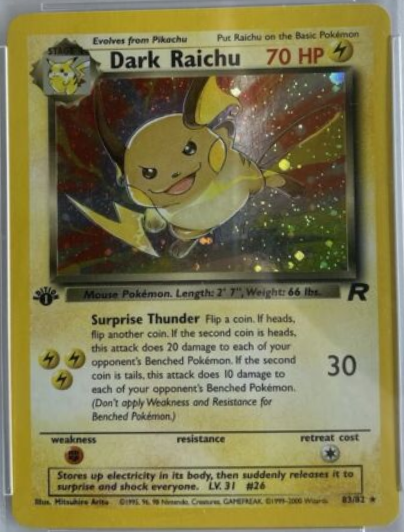 Evolves from Pikachu Put Raichu on the Basic Pokémon
STAGE 1 Dark Raichu 70 HP
EDITION 1
Mouse Pokémon. Length: 2' 7", Weight: 66 lbs. R
Surprise Thunder Flip a coin. If heads,
flip another coin. If the second coin is heads,
this attack does 20 damage to each of your
opponent's Benched Pokémon. If the second
coin is tails, this attack does 10 damage to
each of your opponent's Benched Pokémon.
(Don't apply Weakness and Resistance for
Benched Pokémon.)
30
weakness resistance retreat cost
Stores up electricity in its body, then suddenly releases it to
surprise and shock everyone. LV. 31 #26
Illus. Mitsuhiro Arita ©1995, 96, 98 Nintendo, Creatures, GAMEFREAK. ©1999-2000 Wizards. 83/82 ★